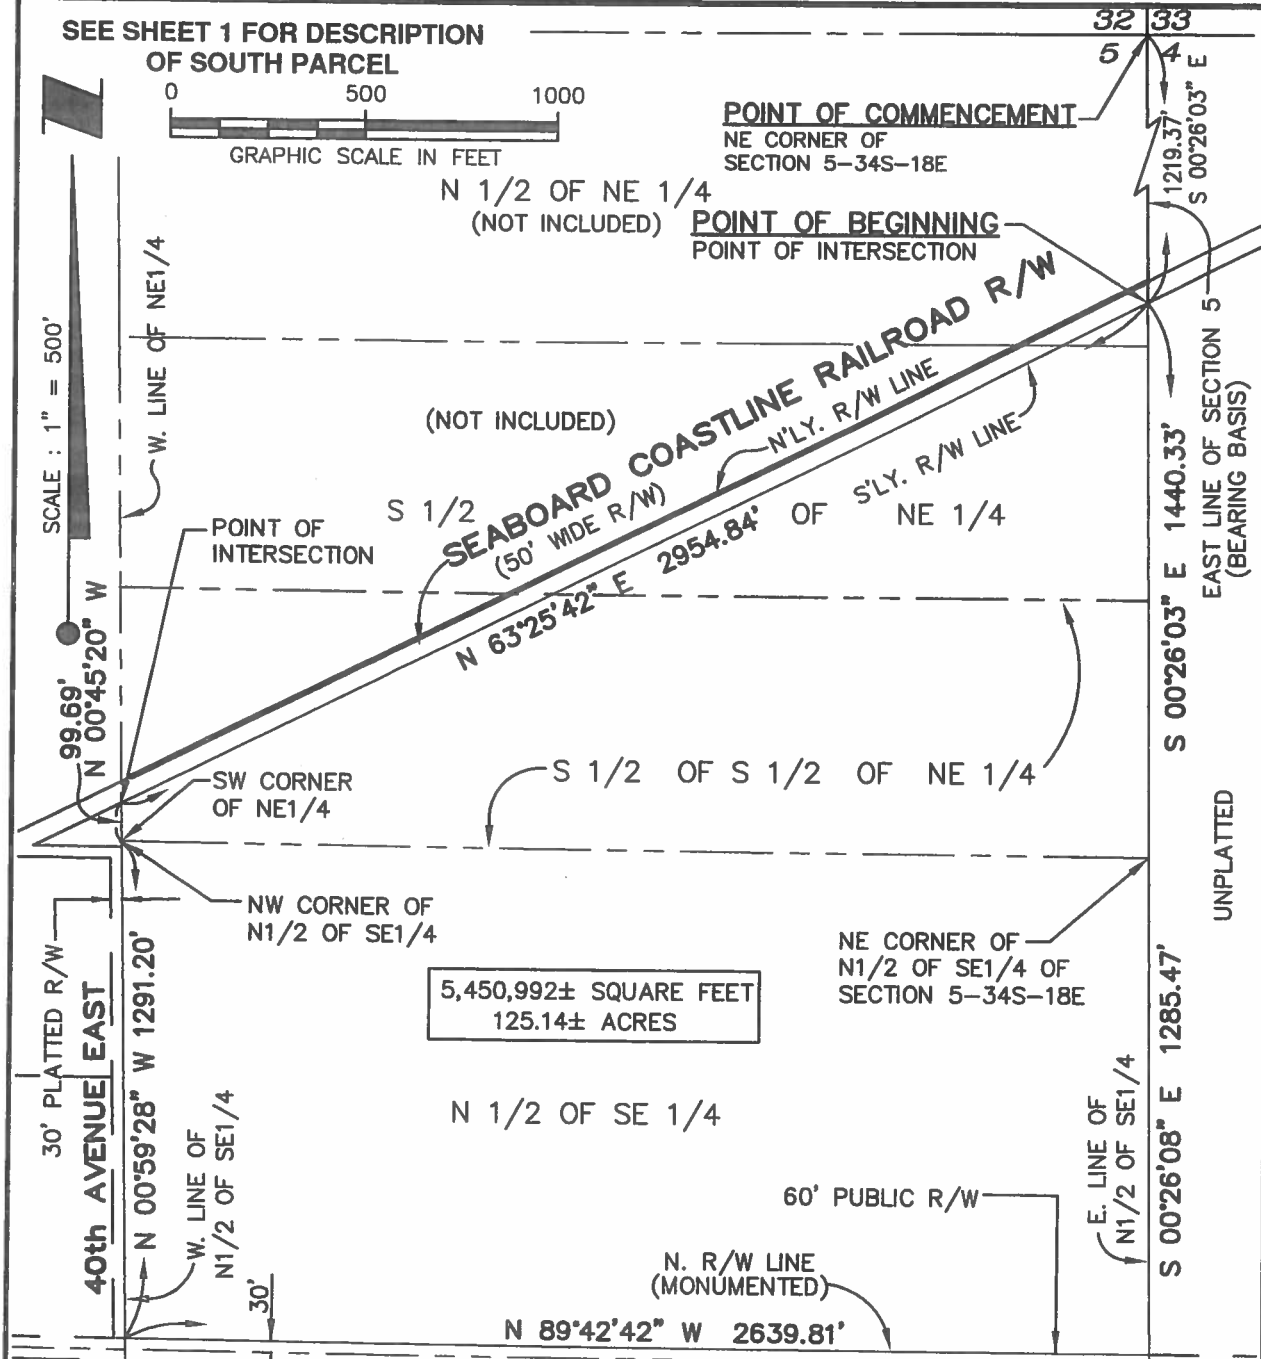 SEE SHEET 1 FOR DESCRIPTION
OF SOUTH PARCEL
32 33
5 4
0 500 1000
GRAPHIC SCALE IN FEET
POINT OF COMMENCEMENT
NE CORNER OF
SECTION 5-34S-18E
1219.37'
S 00°26'03" E
N 1/2 OF NE 1/4
(NOT INCLUDED)
POINT OF BEGINNING
POINT OF INTERSECTION
W. LINE OF NE1/4
SCALE : 1" = 500'
(NOT INCLUDED)
SEABOARD COASTLINE RAILROAD R/W
(50' WIDE R/W)
N'LY. R/W LINE
S'LY. R/W LINE
S 1/2 OF NE 1/4
POINT OF
INTERSECTION
N 63°25'42" E 2954.84'
EAST LINE OF SECTION 5
(BEARING BASIS)
S 00°26'03" E 1440.33'
99.69'
N 00°45'20" W
SW CORNER
OF NE1/4
S 1/2 OF S 1/2 OF NE 1/4
UNPLATTED
NW CORNER OF
N1/2 OF SE1/4
NE CORNER OF
N1/2 OF SE1/4 OF
SECTION 5-34S-18E
5,450,992± SQUARE FEET
125.14± ACRES
30' PLATTED R/W
40th AVENUE EAST
N 00°59'28" W 1291.20'
W. LINE OF
N1/2 OF SE1/4
N 1/2 OF SE 1/4
E. LINE OF
N1/2 OF SE1/4
S 00°26'08" E 1285.47'
60' PUBLIC R/W
N. R/W LINE
(MONUMENTED)
30'
N 89°42'42" W 2639.81'